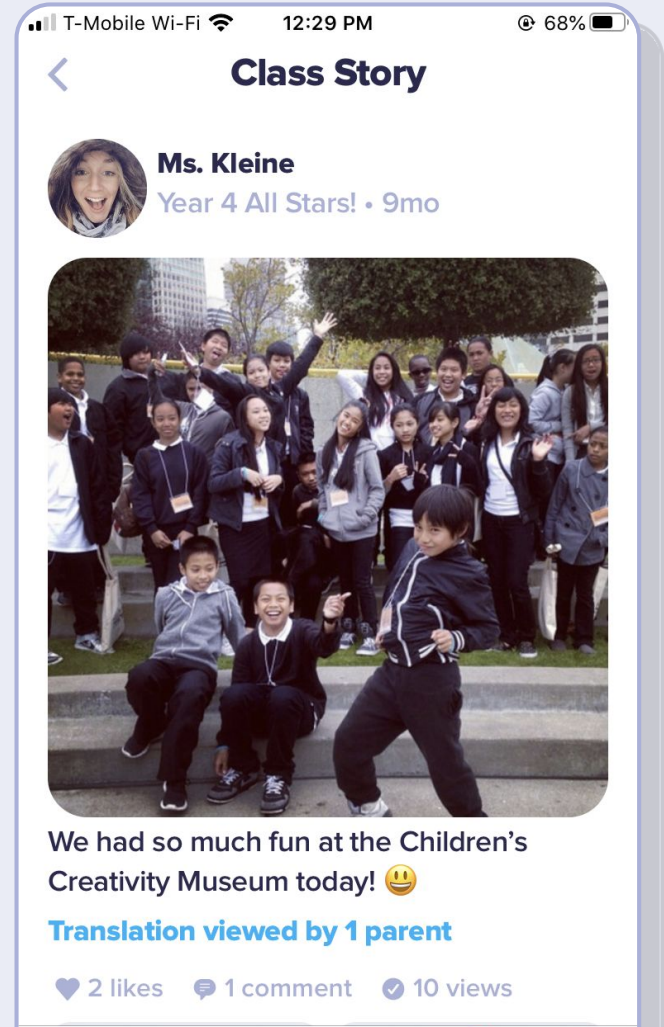 T-Mobile Wi-Fi 12:29 PM 68%
Class Story
Ms. Kleine
Year 4 All Stars! • 9mo
We had so much fun at the Children's
Creativity Museum today! 😃
Translation viewed by 1 parent
2 likes 1 comment 10 views